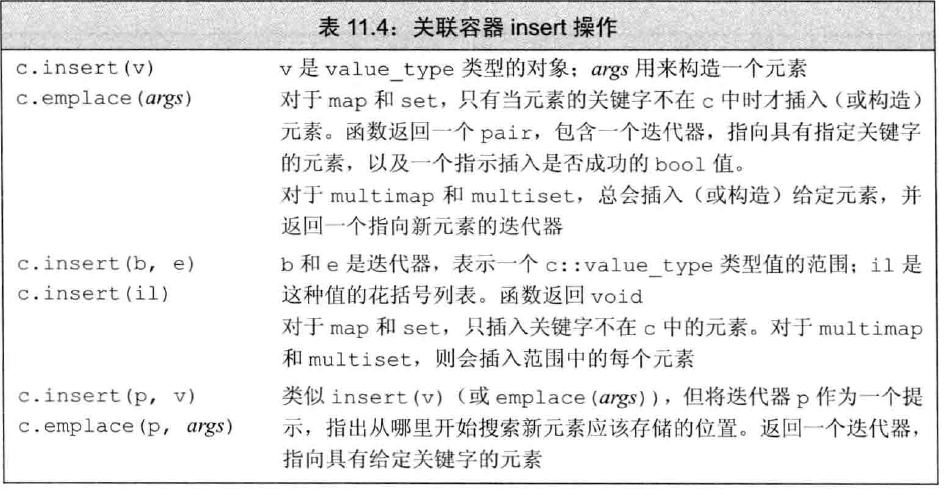 表 11.4：关联容器 insert 操作
c.insert(v) v 是 value_type 类型的对象；args 用来构造一个元素
c.emplace(args) 对于 map 和 set，只有当元素的关键字不在 c 中时才插入（或构造）
元素。函数返回一个 pair，包含一个迭代器，指向具有指定关键字
的元素，以及一个指示插入是否成功的 bool 值。
对于 multimap 和 multiset，总会插入（或构造）给定元素，并
返回一个指向新元素的迭代器
c.insert(b, e) b 和 e 是迭代器，表示一个 c::value_type 类型值的范围；il 是
c.insert(il) 这种值的花括号列表。函数返回 void
对于 map 和 set，只插入关键字不在 c 中的元素。对于 multimap
和 multiset，则会插入范围中的每个元素
c.insert(p, v) 类似 insert(v)（或 emplace(args)），但将迭代器 p 作为一个提
c.emplace(p, args) 示，指出从哪里开始搜索新元素应该存储的位置。返回一个迭代器，
指向具有给定关键字的元素